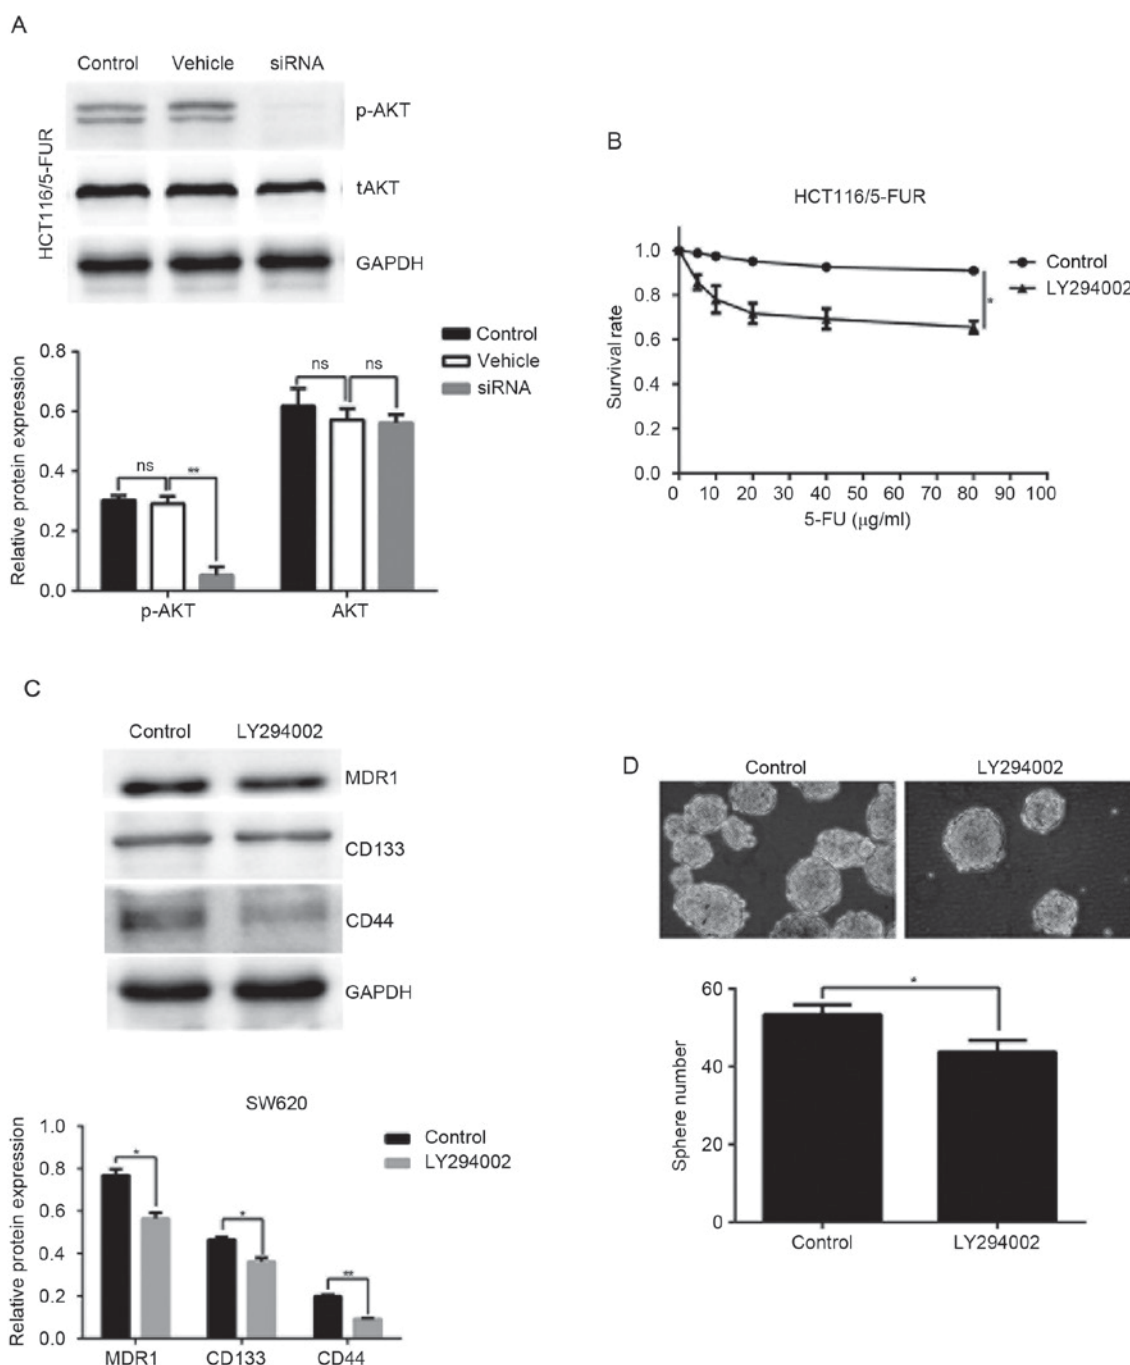 A
Control Vehicle siRNA
HCT116/5-FUR
p-AKT
tAKT
GAPDH
Control
Vehicle
siRNA
Relative protein expression
0.8
0.6
0.4
0.2
0.0
ns
**
ns
ns
p-AKT AKT
B
HCT116/5-FUR
Survival rate
1.0
0.8
0.6
0.4
0.2
0.0
Control
LY294002
*
0 10 20 30 40 50 60 70 80 90 100
5-FU (μg/ml)
C
Control LY294002
MDR1
CD133
CD44
GAPDH
SW620
Control
LY294002
Relative protein expression
1.0
0.8
0.6
0.4
0.2
0.0
*
*
**
MDR1 CD133 CD44
D
Control LY294002
Sphere number
60
40
20
0
*
Control LY294002